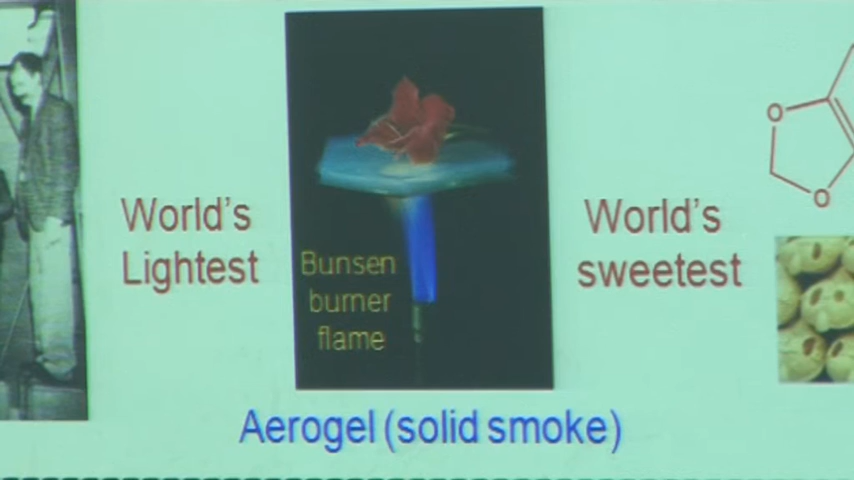 World's
Lightest
Bunsen
burner
flame
World's
sweetest
O
O
Aerogel (solid smoke)